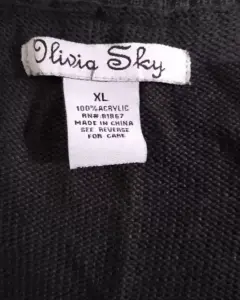 Olivia Sky
XL
100% ACRYLIC
RN#: 81867
MADE IN CHINA
SEE REVERSE
FOR CARE